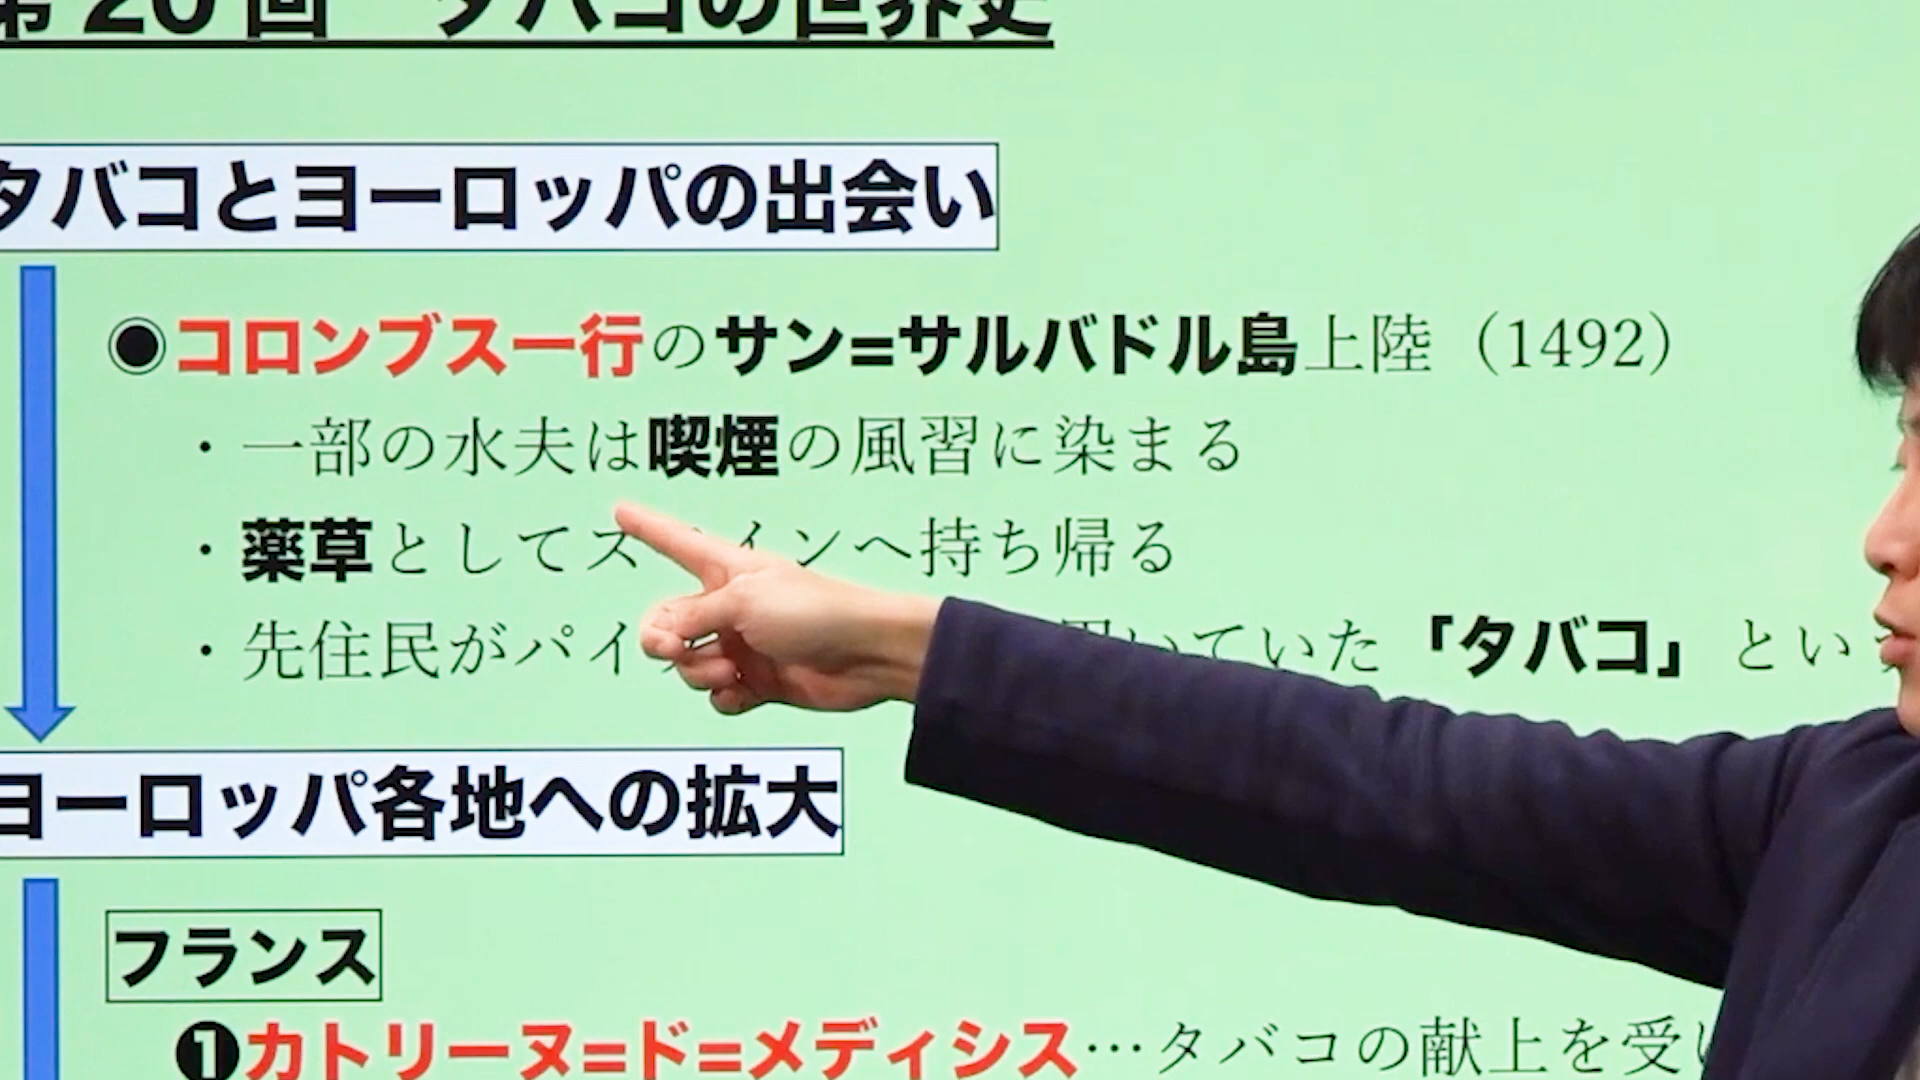 第20回 タバコの世界史
タバコとヨーロッパの出会い
◉コロンブス一行のサン=サルバドル島上陸（1492）
・一部の水夫は喫煙の風習に染まる
・薬草としてス インへ持ち帰る
・先住民がパイ いていた「タバコ」とい
ヨーロッパ各地への拡大
フランス
❶カトリーヌ=ド=メディシス…タバコの献上を受